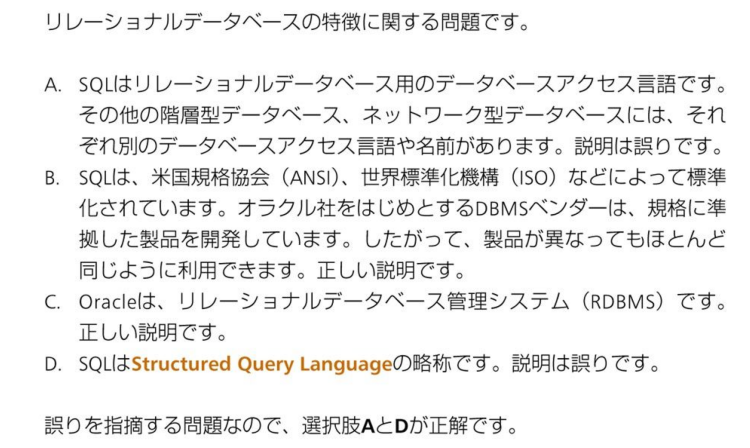 リレーショナルデータベースの特徴に関する問題です。
A. SQLはリレーショナルデータベース用のデータベースアクセス言語です。
その他の階層型データベース、ネットワーク型データベースには、それ
ぞれ別のデータベースアクセス言語や名前があります。説明は誤りです。
B. SQLは、米国規格協会（ANSI）、世界標準化機構（ISO）などによって標準
化されています。オラクル社をはじめとするDBMSベンダーは、規格に準
拠した製品を開発しています。したがって、製品が異なってもほとんど
同じように利用できます。正しい説明です。
C. Oracleは、リレーショナルデータベース管理システム（RDBMS）です。
正しい説明です。
D. SQLはStructured Query Languageの略称です。説明は誤りです。
誤りを指摘する問題なので、選択肢AとDが正解です。